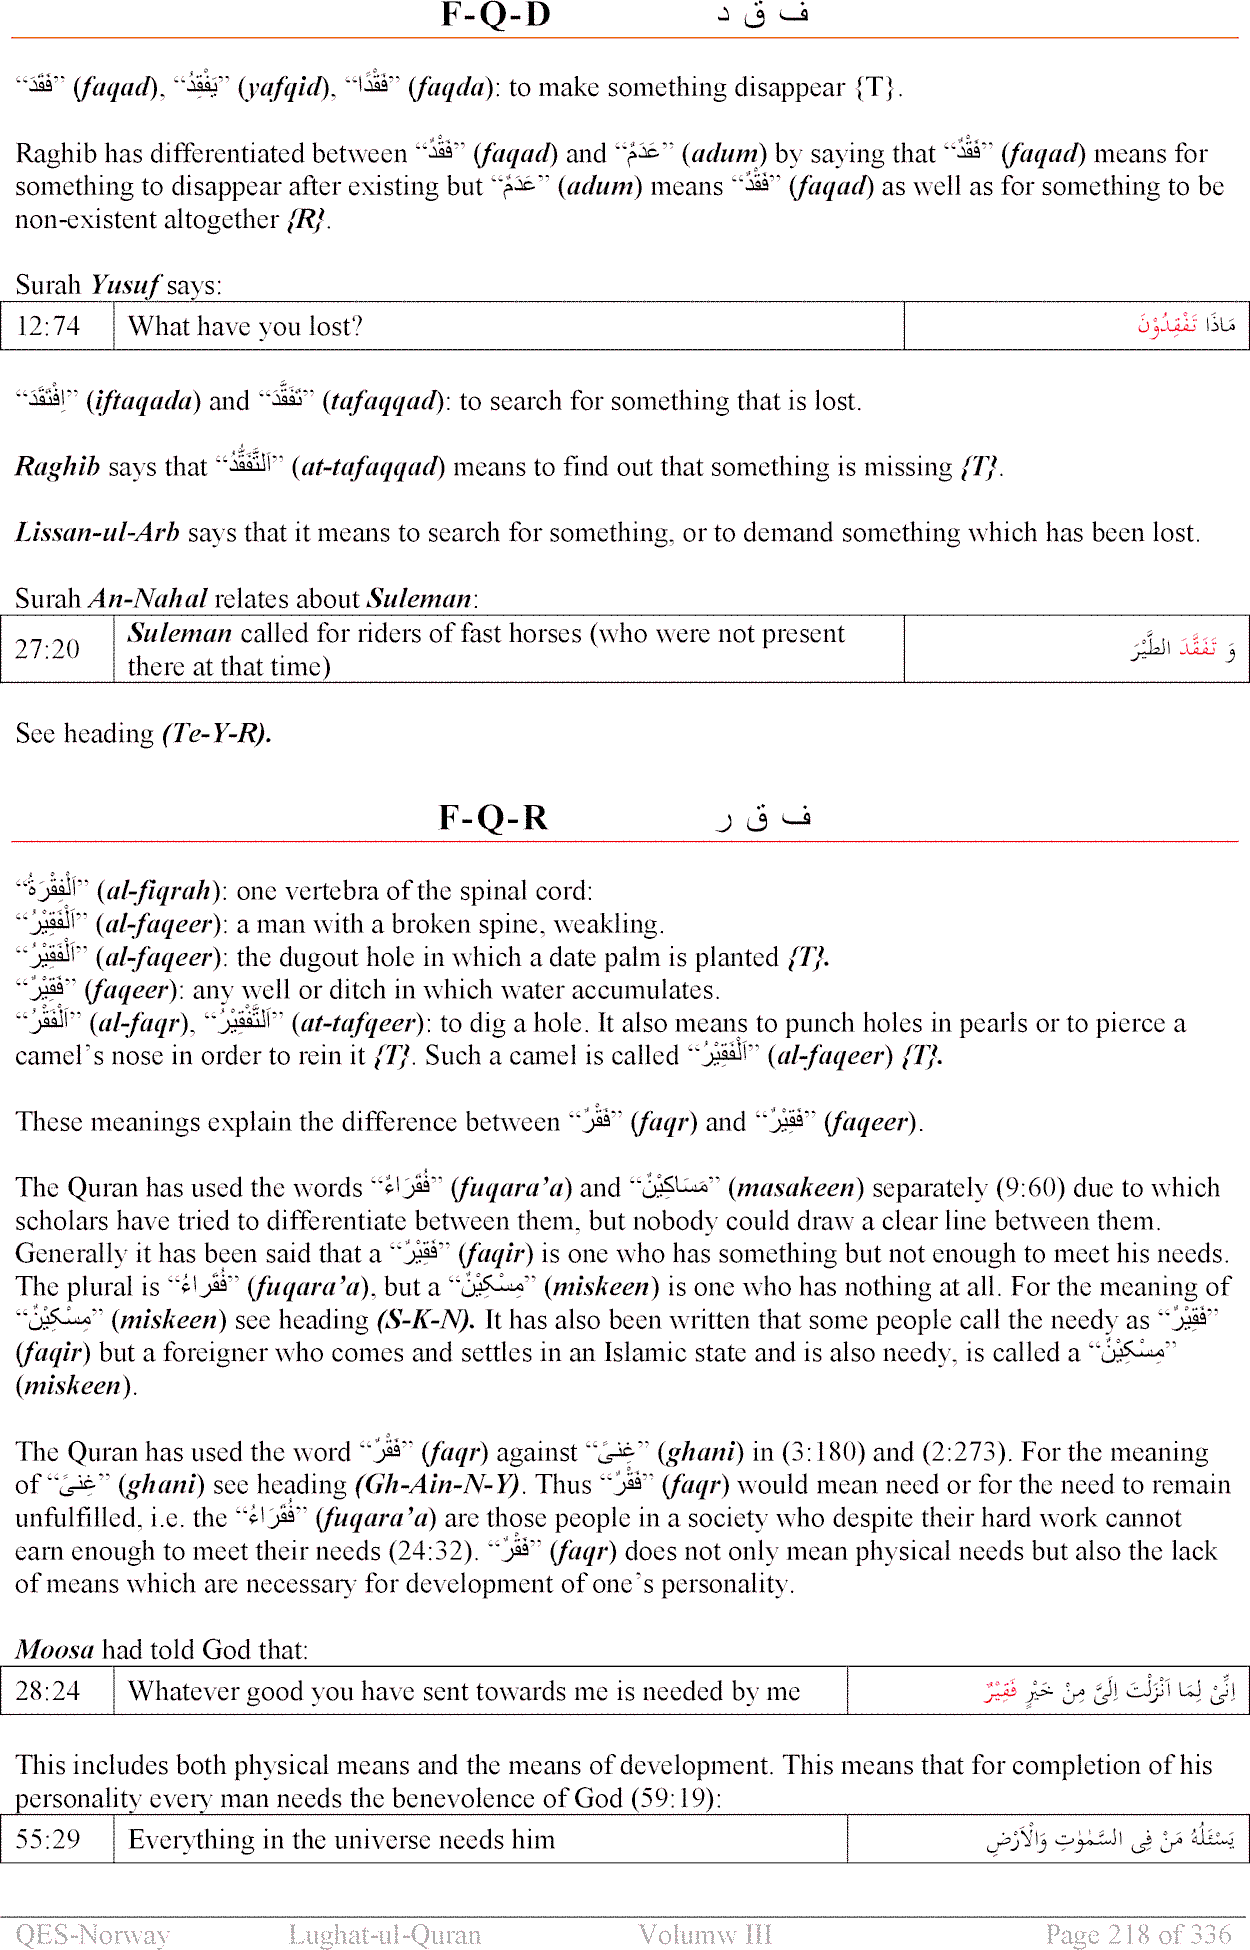 F-Q-D ف ق د
“فَقَدَ” (faqad), “يَفْقِدُ” (yafqid), “فَقْدًا” (faqda): to make something disappear {T}.
Raghib has differentiated between “فَقْدٌ” (faqad) and “عَدَمٌ” (adum) by saying that “فَقْدٌ” (faqad) means for
something to disappear after existing but “عَدَمٌ” (adum) means “فَقْدٌ” (faqad) as well as for something to be
non-existent altogether {R}.
Surah Yusuf says:
12:74 What have you lost? مَاذَا تَفْقِدُوْنَ
“اِفْتَقَدَ” (iftaqada) and “تَفَقَّدَ” (tafaqqad): to search for something that is lost.
Raghib says that “اَلتَّفَقُّدُ” (at-tafaqqad) means to find out that something is missing {T}.
Lissan-ul-Arb says that it means to search for something, or to demand something which has been lost.
Surah An-Nahal relates about Suleman:
27:20 Suleman called for riders of fast horses (who were not present
there at that time) وَ تَفَقَّدَ الطَّيْرَ
See heading (Te-Y-R).
F-Q-R ف ق ر
“اَلْفِقْرَةُ” (al-fiqrah): one vertebra of the spinal cord:
“اَلْفَقِيْرُ” (al-faqeer): a man with a broken spine, weakling.
“اَلْفَقِيْرُ” (al-faqeer): the dugout hole in which a date palm is planted {T}.
“فَقِيْرٌ” (faqeer): any well or ditch in which water accumulates.
“اَلْفَقْرُ” (al-faqr), “اَلتَّفْقِيْرُ” (at-tafqeer): to dig a hole. It also means to punch holes in pearls or to pierce a
camel’s nose in order to rein it {T}. Such a camel is called “اَلْفَقِيْرُ” (al-faqeer) {T}.
These meanings explain the difference between “فَقْرٌ” (faqr) and “فَقِيْرٌ” (faqeer).
The Quran has used the words “فُقَرَاءٌ” (fuqara’a) and “مَسَاكِيْنٌ” (masakeen) separately (9:60) due to which
scholars have tried to differentiate between them, but nobody could draw a clear line between them.
Generally it has been said that a “فَقِيْرٌ” (faqir) is one who has something but not enough to meet his needs.
The plural is “فُقَراءُ” (fuqara’a), but a “مِسْكِيْنٌ” (miskeen) is one who has nothing at all. For the meaning of
“مِسْكِيْنٌ” (miskeen) see heading (S-K-N). It has also been written that some people call the needy as “فَقِيْرٌ”
(faqir) but a foreigner who comes and settles in an Islamic state and is also needy, is called a “مِسْكِيْنٌ”
(miskeen).
The Quran has used the word “فَقْرٌ” (faqr) against “غِنىً” (ghani) in (3:180) and (2:273). For the meaning
of “غِنىً” (ghani) see heading (Gh-Ain-N-Y). Thus “فَقْرٌ” (faqr) would mean need or for the need to remain
unfulfilled, i.e. the “فُقَرَاءُ” (fuqara’a) are those people in a society who despite their hard work cannot
earn enough to meet their needs (24:32). “فَقْرٌ” (faqr) does not only mean physical needs but also the lack
of means which are necessary for development of one’s personality.
Moosa had told God that:
28:24 Whatever good you have sent towards me is needed by me اِنِّىْ لِمَا اَنْزَلْتَ اِلَىَّ مِنْ خَيْرٍ فَقِيْرٌ
This includes both physical means and the means of development. This means that for completion of his
personality every man needs the benevolence of God (59:19):
55:29 Everything in the universe needs him يَسْئَلُهُ مَنْ فِى السَّمٰوٰتِ وَالْاَرْضِ
QES-Norway Lughat-ul-Quran Volumw III Page 218 of 336